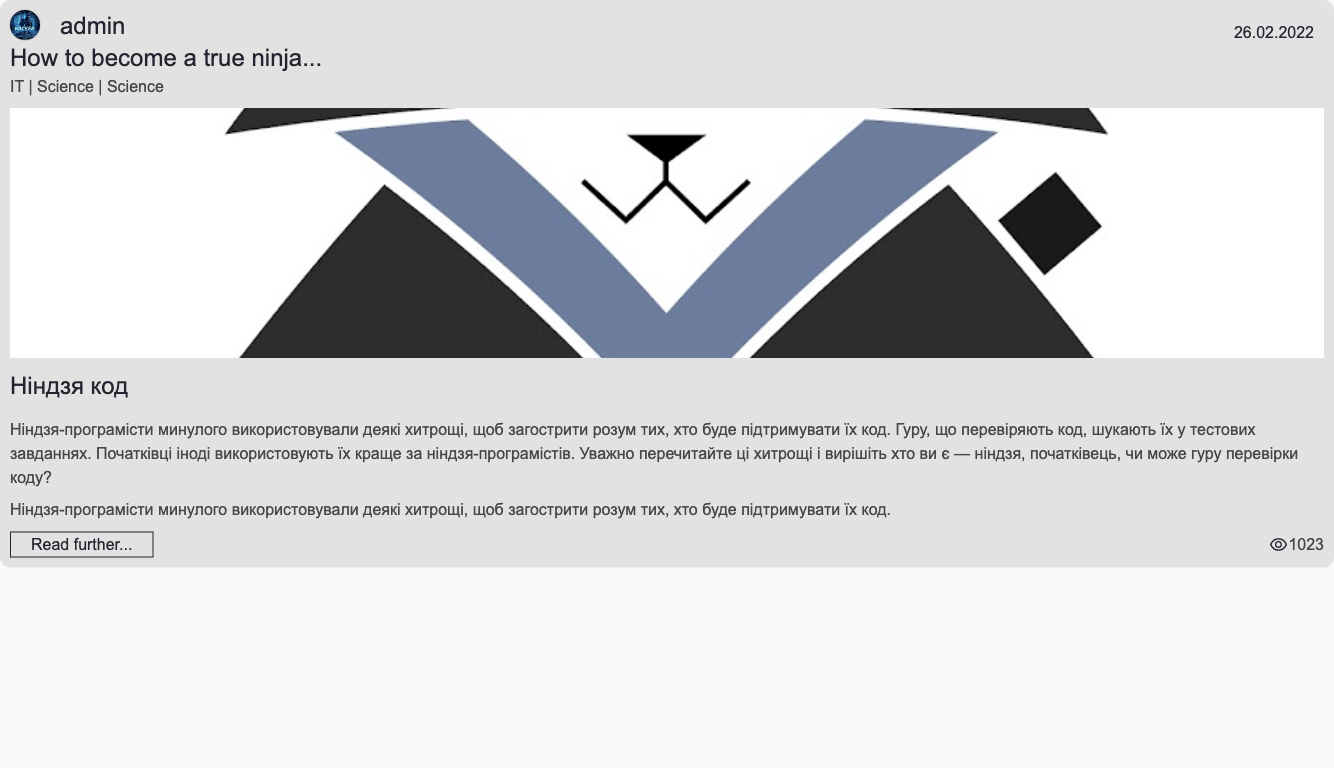 admin
26.02.2022
How to become a true ninja...
IT | Science | Science
Ніндзя код
Ніндзя-програмісти минулого використовували деякі хитрощі, щоб загострити розум тих, хто буде підтримувати їх код. Гуру, що перевіряють код, шукають їх у тестових
завданнях. Початківці іноді використовують їх краще за ніндзя-програмістів. Уважно перечитайте ці хитрощі і вирішіть хто ви є — ніндзя, початківець, чи може гуру перевірки
коду?
Ніндзя-програмісти минулого використовували деякі хитрощі, щоб загострити розум тих, хто буде підтримувати їх код.
Read further...
1023